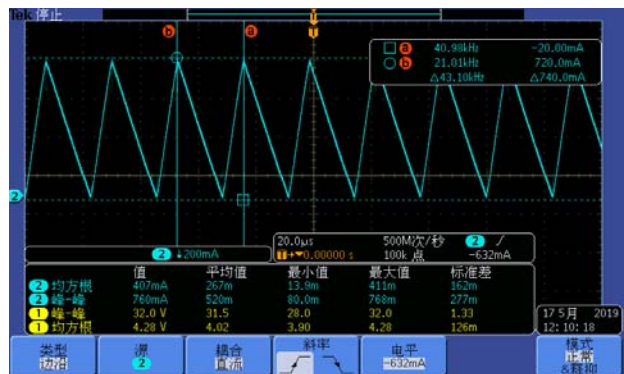 Tek 停止
b a T
a 40.98kHz -20.00mA
b 21.01kHz 720.0mA
△43.10kHz △740.0mA
2
2 ↓200mA
20.0μs 500M次/秒 2 /
T→▼0.00000 s 100k 点 -632mA
值 平均值 最小值 最大值 标准差
2 均方根 407mA 267m 13.9m 411m 162m
2 峰-峰 760mA 520m 80.0m 768m 277m
1 峰-峰 32.0 V 31.5 28.0 32.0 1.33
1 均方根 4.28 V 4.02 3.90 4.28 126m
17 5月 2019
12:10:18
类型 源 耦合 斜率 电平 模式
边沿 2 直流 -632mA 正常
&释抑